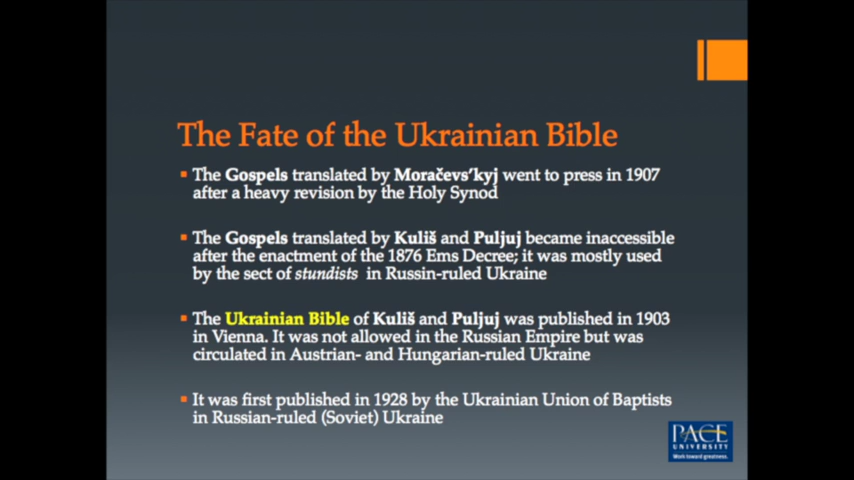 The Fate of the Ukrainian Bible
The Gospels translated by Moračevs'kyj went to press in 1907
after a heavy revision by the Holy Synod
The Gospels translated by Kuliš and Puljuj became inaccessible
after the enactment of the 1876 Ems Decree; it was mostly used
by the sect of stundists in Russin-ruled Ukraine
The Ukrainian Bible of Kuliš and Puljuj was published in 1903
in Vienna. It was not allowed in the Russian Empire but was
circulated in Austrian- and Hungarian-ruled Ukraine
It was first published in 1928 by the Ukrainian Union of Baptists
in Russian-ruled (Soviet) Ukraine
PACE
UNIVERSITY
Work toward greatness.